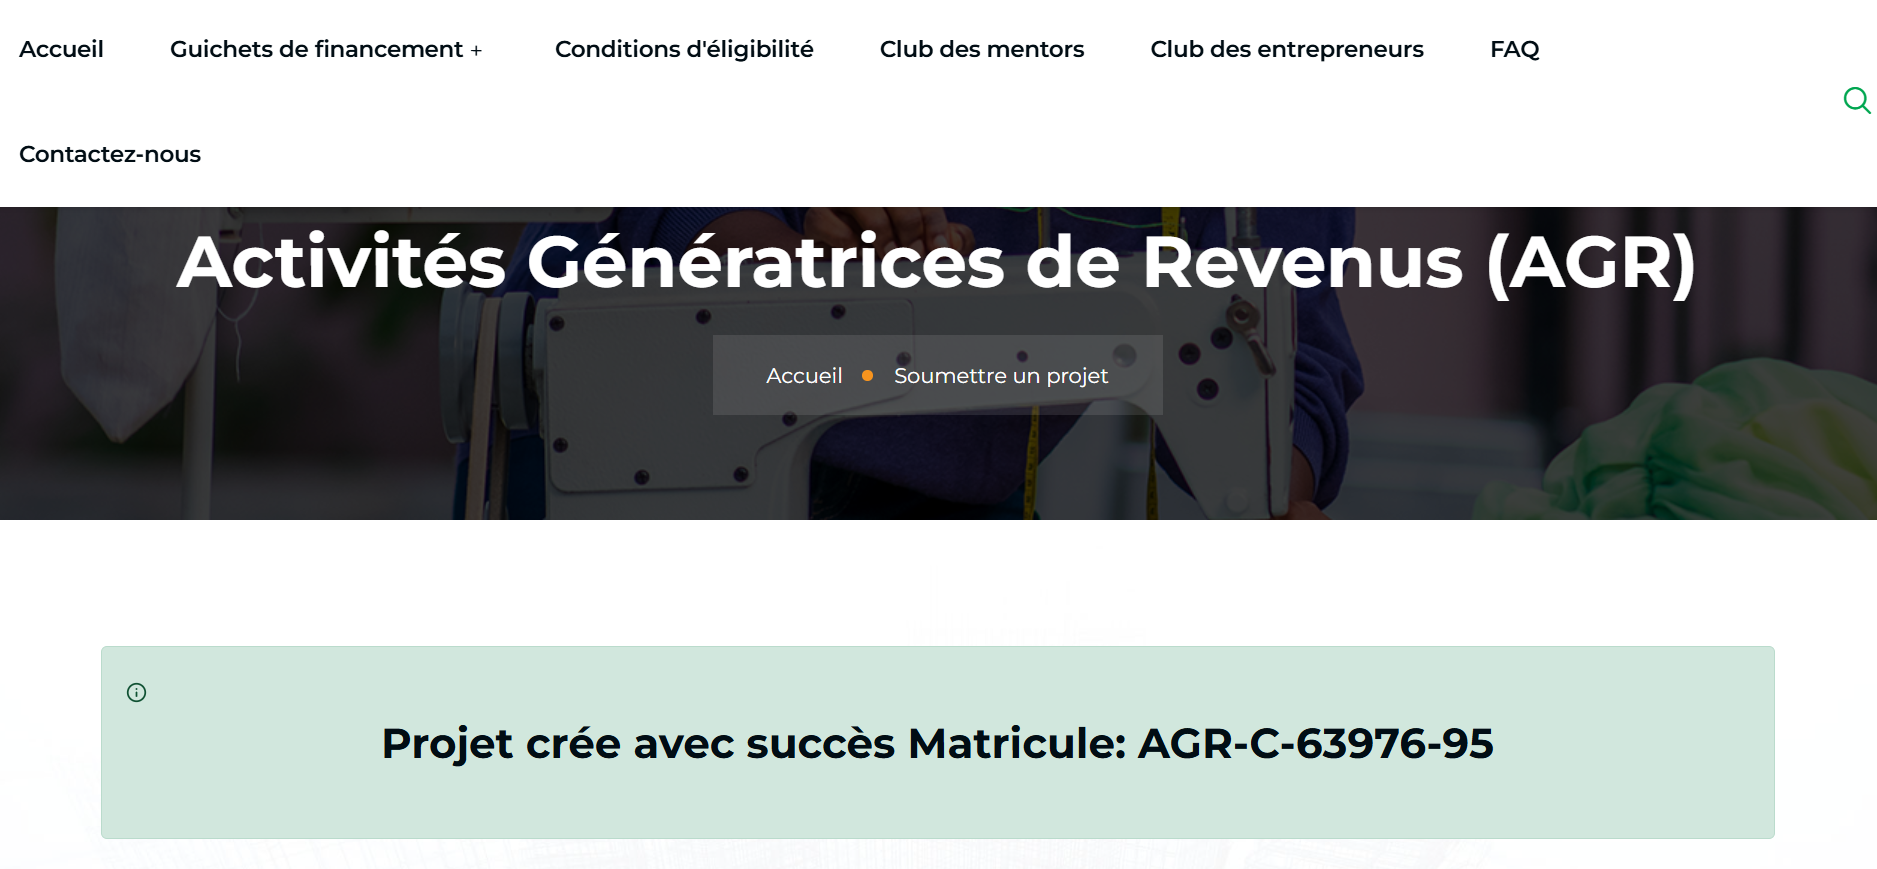 Accueil Guichets de financement + Conditions d'éligibilité Club des mentors Club des entrepreneurs FAQ
Contactez-nous
Activités Génératrices de Revenus (AGR)
Accueil Soumettre un projet
Projet crée avec succès Matricule: AGR-C-63976-95